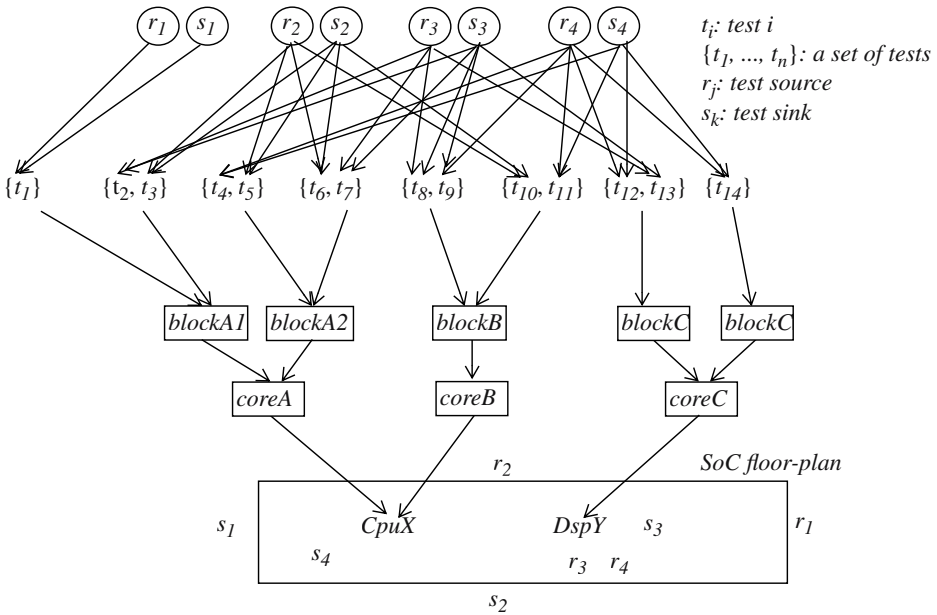 r1 s1 r2 s2 r3 s3 r4 s4
ti: test i
{t1, ..., tn}: a set of tests
rj: test source
sk: test sink
{t1} {t2, t3} {t4, t5} {t6, t7} {t8, t9} {t10, t11} {t12, t13} {t14}
blockA1 blockA2 blockB blockC blockC
coreA coreB coreC
r2 SoC floor-plan
s1 CpuX DspY s3 r1
s4 r3 r4
s2